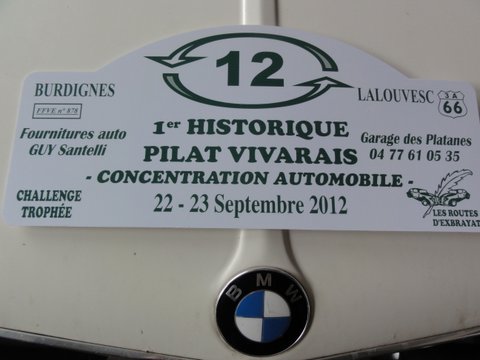 12
BURDIGNES
FFVE n° 878
LALOUVESC
3A
66
Fournitures auto
GUY Santelli
1er HISTORIQUE
PILAT VIVARAIS
- CONCENTRATION AUTOMOBILE -
Garage des Platanes
04 77 61 05 35
CHALLENGE
TROPHÉE
22 - 23 Septembre 2012
LES ROUTES
D'EXBRAYAT
BMW